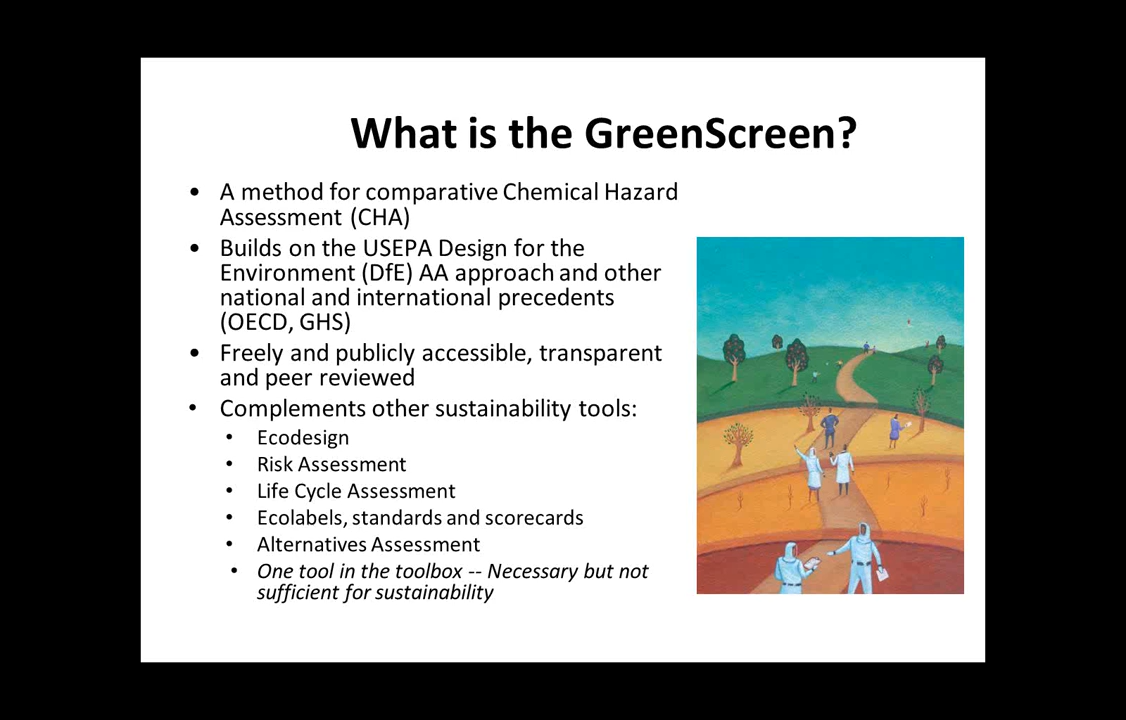 What is the GreenScreen?
• A method for comparative Chemical Hazard
Assessment (CHA)
• Builds on the USEPA Design for the
Environment (DfE) AA approach and other
national and international precedents
(OECD, GHS)
• Freely and publicly accessible, transparent
and peer reviewed
• Complements other sustainability tools:
• Ecodesign
• Risk Assessment
• Life Cycle Assessment
• Ecolabels, standards and scorecards
• Alternatives Assessment
• One tool in the toolbox -- Necessary but not
sufficient for sustainability